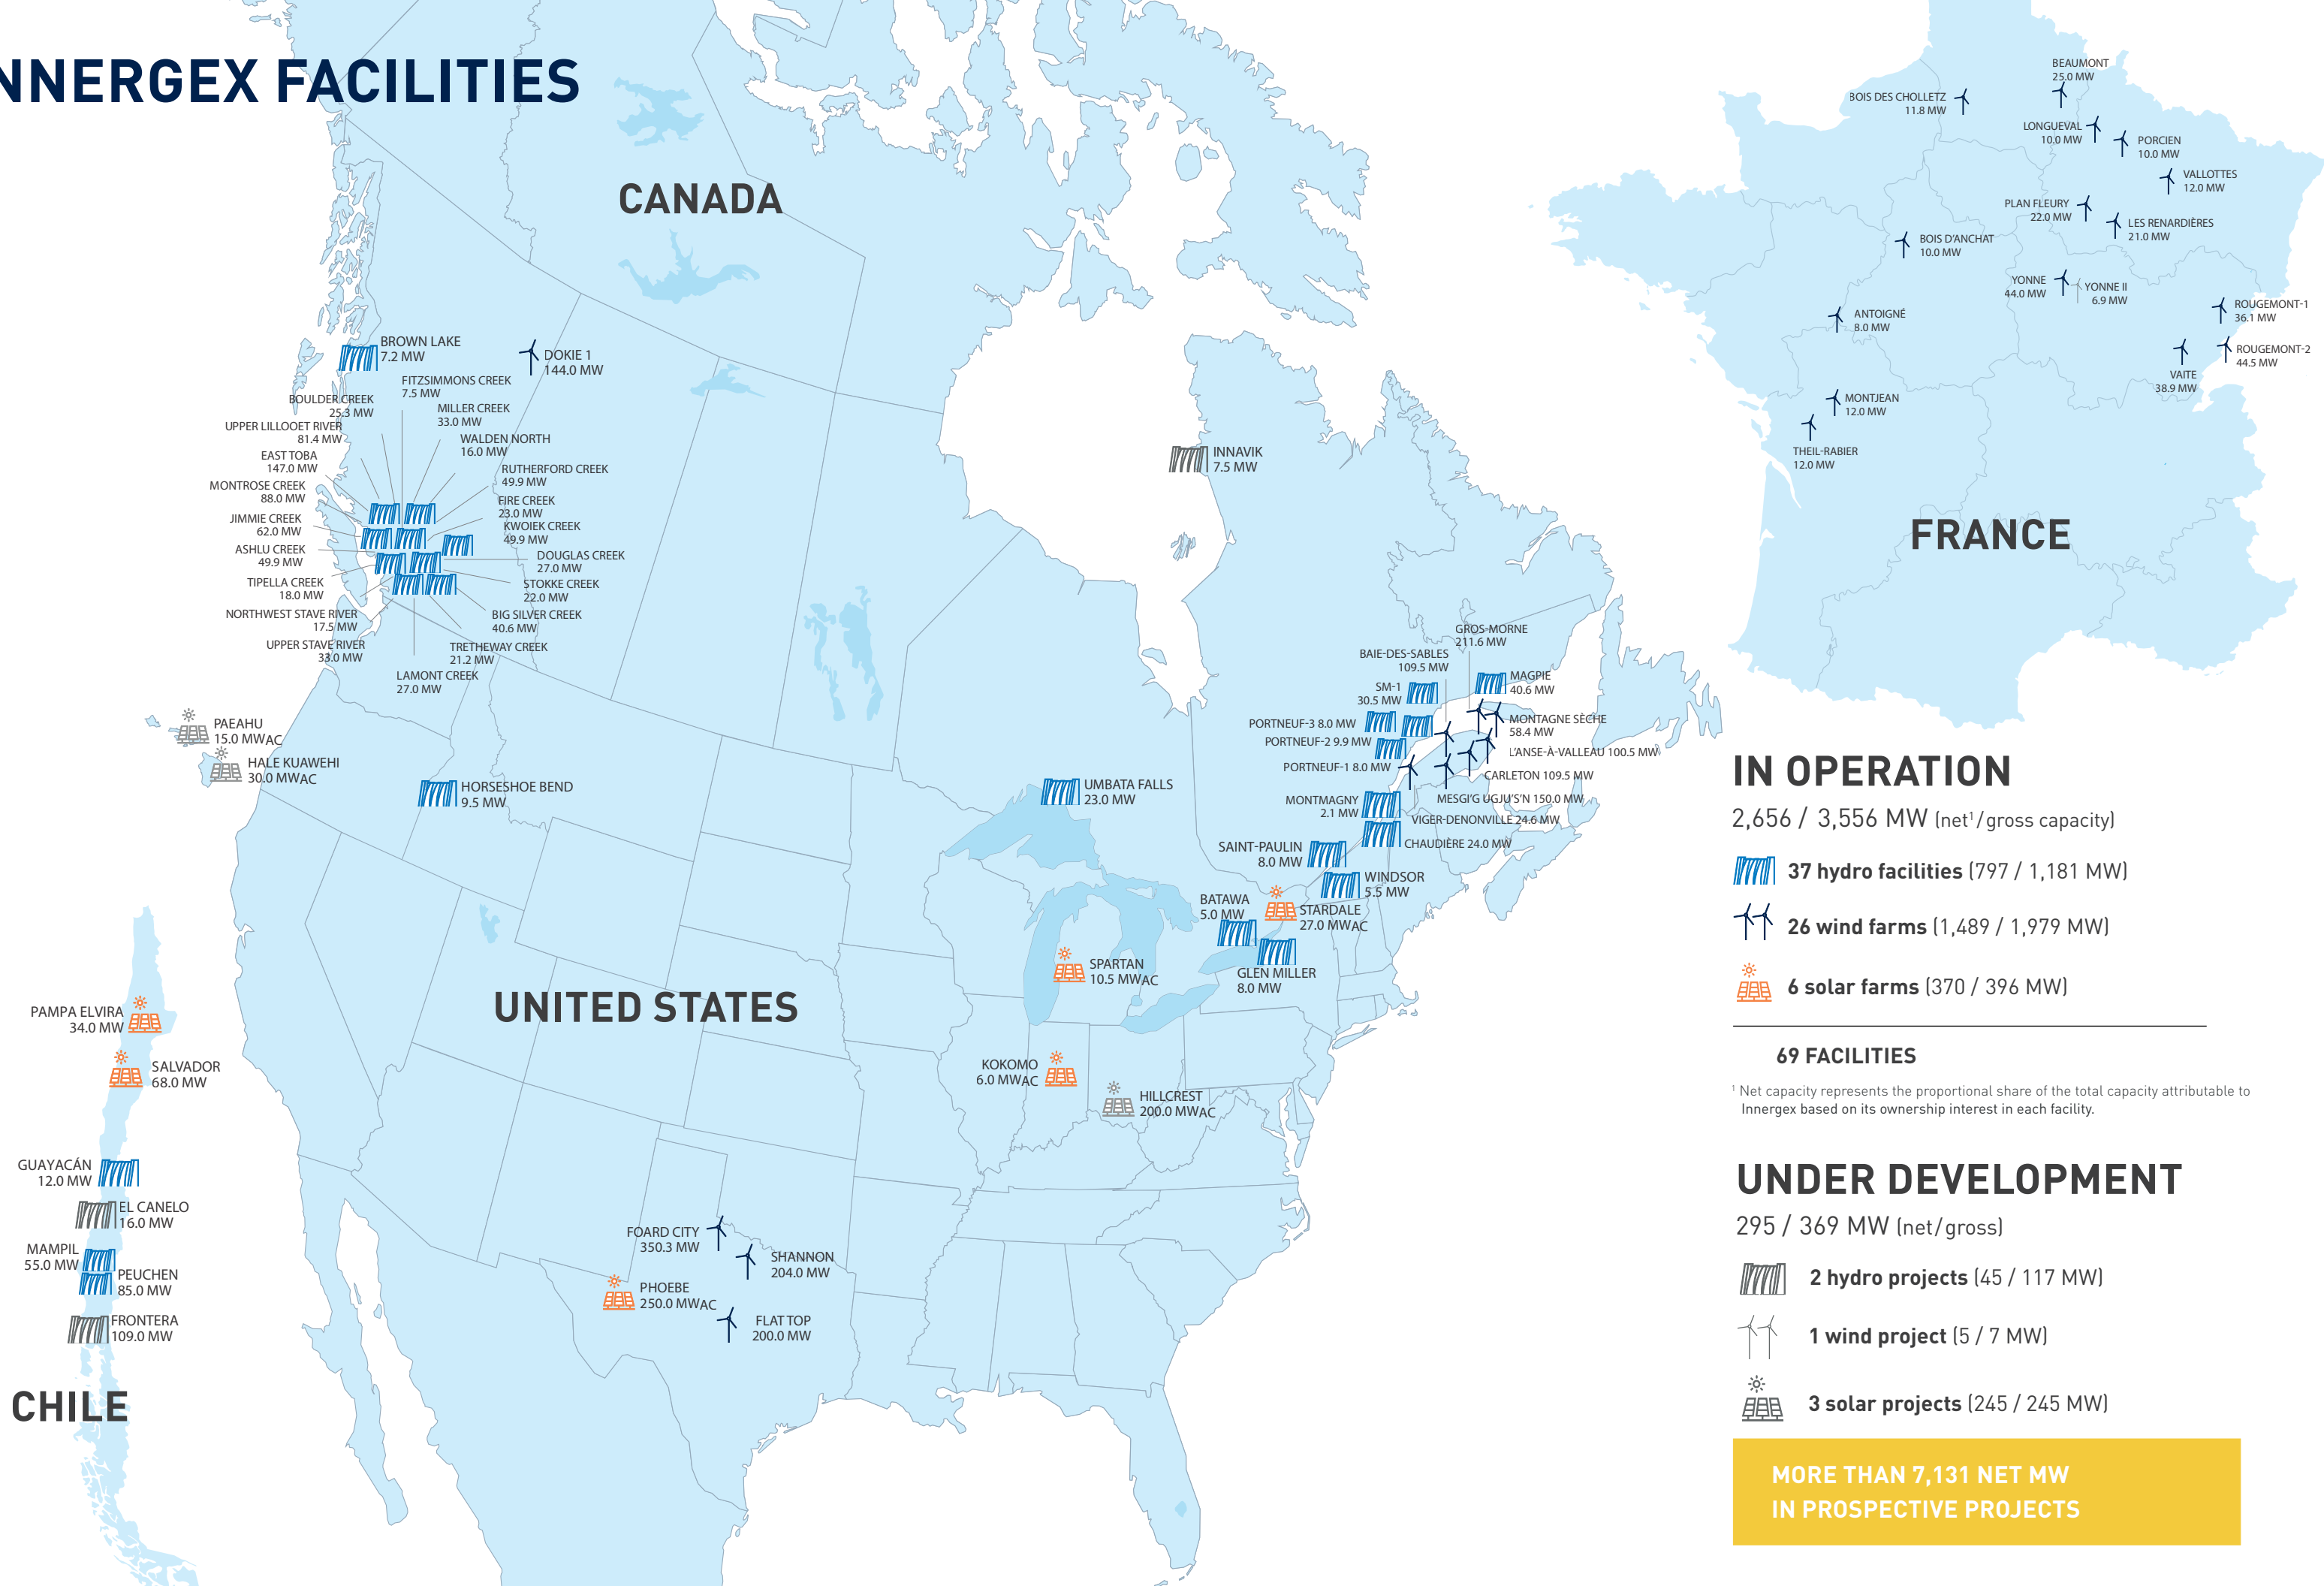 NNERGEX FACILITIES
CANADA
BROWN LAKE
7.2 MW
DOKIE 1
144.0 MW
FITZSIMMONS CREEK
7.5 MW
BOULDER CREEK
25.3 MW
MILLER CREEK
33.0 MW
UPPER LILLOOET RIVER
81.4 MW
WALDEN NORTH
16.0 MW
EAST TOBA
147.0 MW
RUTHERFORD CREEK
49.9 MW
MONTROSE CREEK
88.0 MW
FIRE CREEK
23.0 MW
JIMMIE CREEK
62.0 MW
KWOIEK CREEK
49.9 MW
ASHLU CREEK
49.9 MW
DOUGLAS CREEK
27.0 MW
TIPELLA CREEK
18.0 MW
STOKKE CREEK
22.0 MW
NORTHWEST STAVE RIVER
17.5 MW
BIG SILVER CREEK
40.6 MW
UPPER STAVE RIVER
33.0 MW
TRETHEWAY CREEK
21.2 MW
LAMONT CREEK
27.0 MW
PAEAHU
15.0 MWAC
HALE KUAWEHI
30.0 MWAC
HORSESHOE BEND
9.5 MW
INNAVIK
7.5 MW
GROS-MORNE
211.6 MW
BAIE-DES-SABLES
109.5 MW
MAGPIE
40.6 MW
SM-1
30.5 MW
MONTAGNE SÈCHE
58.4 MW
PORTNEUF-3 8.0 MW
PORTNEUF-2 9.9 MW
L'ANSE-À-VALLEAU 100.5 MW
PORTNEUF-1 8.0 MW
CARLETON 109.5 MW
UMBATA FALLS
23.0 MW
MESGI'G UGJU'S'N 150.0 MW
MONTMAGNY
2.1 MW
VIGER-DENONVILLE 24.6 MW
CHAUDIÈRE 24.0 MW
SAINT-PAULIN
8.0 MW
WINDSOR
5.5 MW
BATAWA
5.0 MW
STARDALE
27.0 MWAC
GLEN MILLER
8.0 MW
SPARTAN
10.5 MWAC
UNITED STATES
KOKOMO
6.0 MWAC
HILLCREST
200.0 MWAC
FOARD CITY
350.3 MW
SHANNON
204.0 MW
PHOEBE
250.0 MWAC
FLAT TOP
200.0 MW
PAMPA ELVIRA
34.0 MW
SALVADOR
68.0 MW
GUAYACÁN
12.0 MW
EL CANELO
16.0 MW
MAMPIL
55.0 MW
PEUCHEN
85.0 MW
FRONTERA
109.0 MW
CHILE
BEAUMONT
25.0 MW
BOIS DES CHOLLETZ
11.8 MW
LONGUEVAL
10.0 MW
PORCIEN
10.0 MW
VALLOTTES
12.0 MW
PLAN FLEURY
22.0 MW
LES RENARDIÈRES
21.0 MW
BOIS D'ANCHAT
10.0 MW
YONNE
44.0 MW
YONNE II
6.9 MW
ROUGEMONT-1
36.1 MW
ANTOIGNÉ
8.0 MW
ROUGEMONT-2
44.5 MW
VAITE
38.9 MW
MONTJEAN
12.0 MW
THEIL-RABIER
12.0 MW
FRANCE
IN OPERATION
2,656 / 3,556 MW (net¹/gross capacity)
37 hydro facilities (797 / 1,181 MW)
26 wind farms (1,489 / 1,979 MW)
6 solar farms (370 / 396 MW)
69 FACILITIES
¹ Net capacity represents the proportional share of the total capacity attributable to
Innergex based on its ownership interest in each facility.
UNDER DEVELOPMENT
295 / 369 MW (net/gross)
2 hydro projects (45 / 117 MW)
1 wind project (5 / 7 MW)
3 solar projects (245 / 245 MW)
MORE THAN 7,131 NET MW
IN PROSPECTIVE PROJECTS